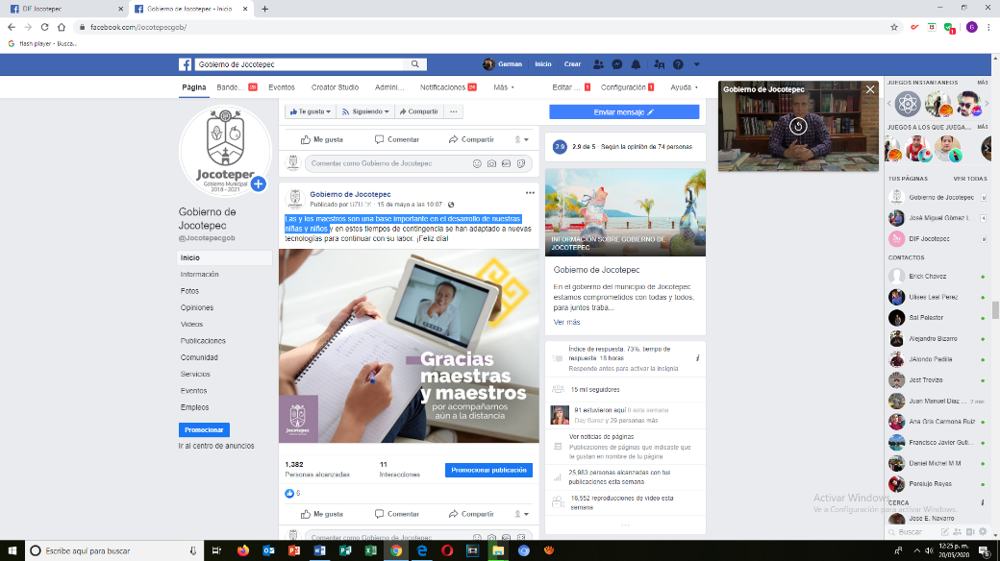 DIF Jocotepec
Gobierno de Jocotepec - Inicio
facebook.com/Jocotepecgob/
flash player - Busca...
Gobierno de Jocotepec
German Inicio Crear
Página Bande... 28 Eventos Creator Studio Admini... Notificaciones 24 Más Editar ... 1 Configuración 1 Ayuda
Jocotepec
Gobierno Municipal
2018 - 2021
Gobierno de
Jocotepec
@Jocotepecgob
Inicio
Información
Fotos
Opiniones
Videos
Publicaciones
Comunidad
Servicios
Eventos
Empleos
Promocionar
Ir al centro de anuncios
Te gusta Siguiendo Compartir ...
Me gusta Comentar Compartir
Comentar como Gobierno de Jocotepec
Gobierno de Jocotepec
Publicado por UZU · 15 de mayo a las 10:07 ·
Las y los maestros son una base importante en el desarrollo de nuestras
niñas y niños y en estos tiempos de contingencia se han adaptado a nuevas
tecnologías para continuar con su labor. ¡Feliz día!
Gracias
maestras
y maestros
por acompañarnos
aún a la distancia
Jocotepec
1,382
Personas alcanzadas
11
Interacciones
Promocionar publicación
6
Me gusta Comentar Compartir
Comentar como Gobierno de Jocotepec
Enviar mensaje
2.9 2.9 de 5 · Según la opinión de 74 personas
INFORMACIÓN SOBRE GOBIERNO DE
JOCOTEPEC
Gobierno de Jocotepec
En el gobierno del municipio de Jocotepec
estamos comprometidos con todas y todos,
para juntos traba...
Ver más
Índice de respuesta: 73%, tiempo de
respuesta: 18 horas
Responde antes para activar la insignia
15 mil seguidores
91 estuvieron aquí 0 esta semana
Day Barez y 29 personas más
Ver noticias de páginas
Publicaciones de páginas que indicaste que
te gustan en nombre de tu página
25,983 personas alcanzadas con tus
publicaciones esta semana
16,552 reproducciones de video esta
semana
Gobierno de Jocotepec
JUEGOS INSTANTÁNEOS MÁS
JUEGOS A LOS QUE JUEGA... MÁS
TUS PÁGINAS VER TODAS
Gobierno de Jocotepec 9
José Miguel Gómez L... 4
DIF Jocotepec 9
CONTACTOS
Erick Chavez
Ulises Leal Perez
Sal Pelestor
Alejandro Bizarro
JAlondo Padilla
Jest Trevizo
Juan Manuel Diaz ... 2 min
Ana Gris Carmona Ruiz
Francisco Javier Guti...
Daniel Michel M M
Perelujo Reyes
CERCA
Jose E. Navarro
Buscar
Activar Windows
Ve a Configuración para activar Windows.
Escribe aquí para buscar
12:25 p. m.
20/05/2020